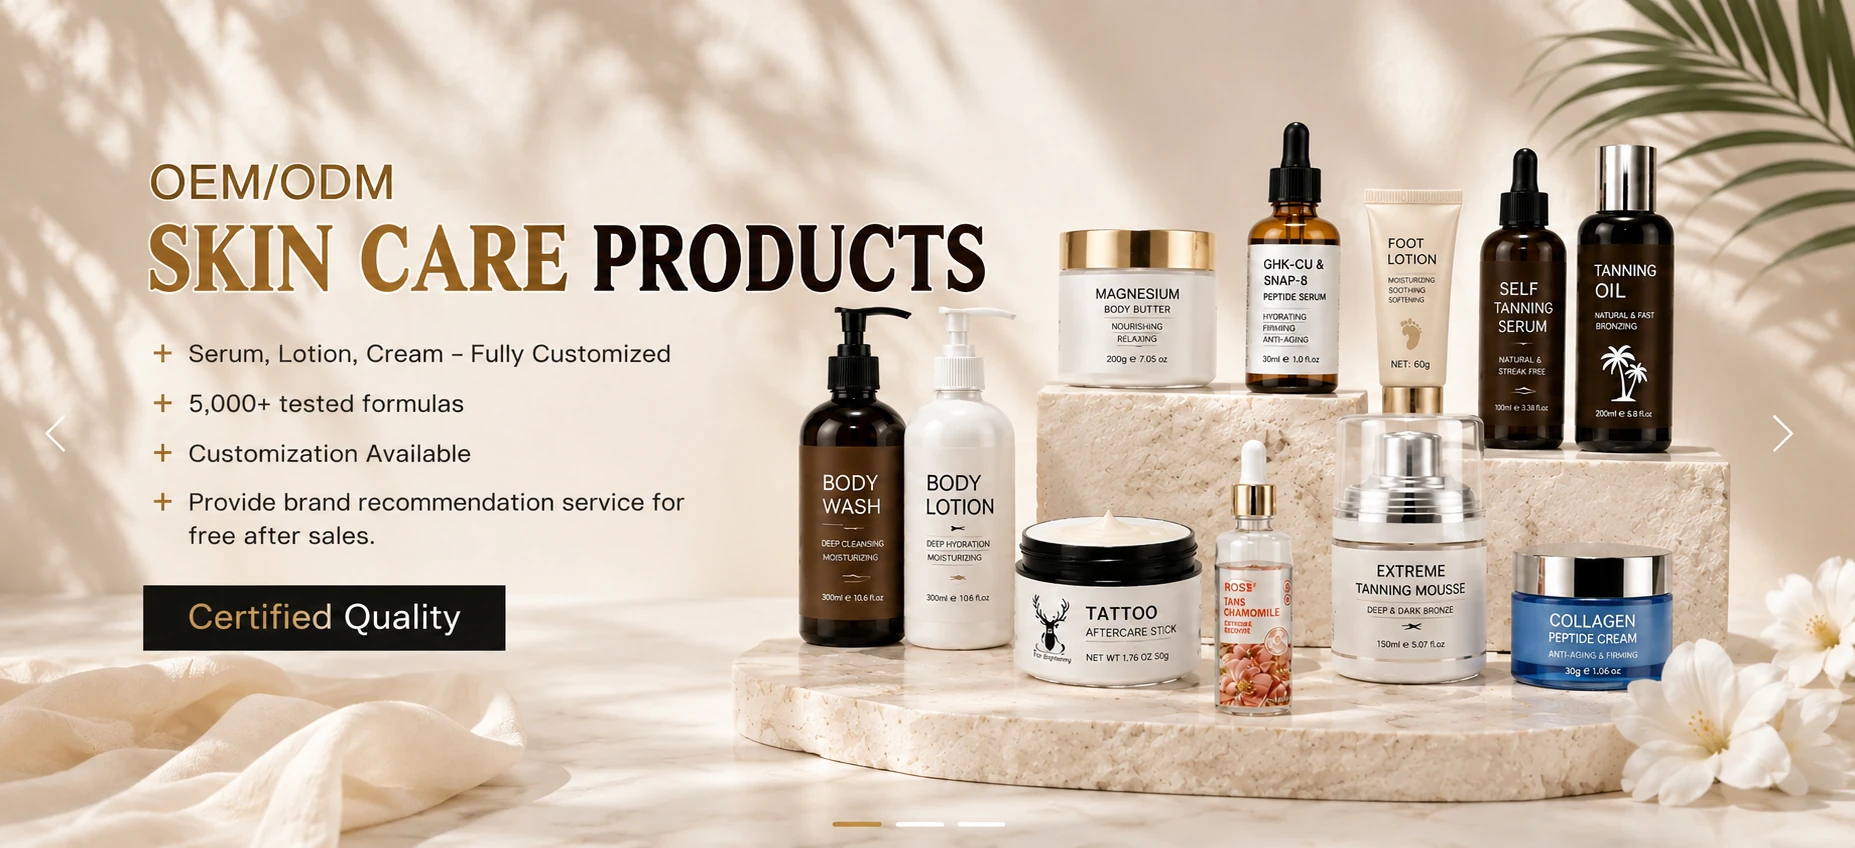 OEM/ODM
SKIN CARE PRODUCTS
+ Serum, Lotion, Cream – Fully Customized
+ 5,000+ tested formulas
+ Customization Available
+ Provide brand recommendation service for
free after sales.
Certified Quality
BODY
WASH
DEEP CLEANSING
MOISTURIZING
300ml e 10.6 fl.oz
BODY
LOTION
DEEP HYDRATION
MOISTURIZING
300ml e 106 fl.oz
MAGNESIUM
BODY BUTTER
NOURISHING
RELAXING
200g e 7.05 oz
GHK-CU &
SNAP-8
PEPTIDE SERUM
HYDRATING
FIRMING
ANTI-AGING
30ml e 1.0 fl.oz
FOOT
LOTION
MOISTURIZING
SOOTHING
SOFTENING
NET: 60g
SELF
TANNING
SERUM
NATURAL &
STREAK FREE
100ml e 3.38 fl.oz
TANNING
OIL
NATURAL & FAST
BRONZING
200ml e 5.8 fl.oz
TATTOO
AFTERCARE STICK
NET WT 1.76 OZ 50g
ROSE
TANS
CHAMOMILE
EXTREME
TANNING MOUSSE
DEEP & DARK BRONZE
150ml e 5.07 fl.oz
COLLAGEN
PEPTIDE CREAM
ANTI-AGING & FIRMING
30g e 1.06 oz